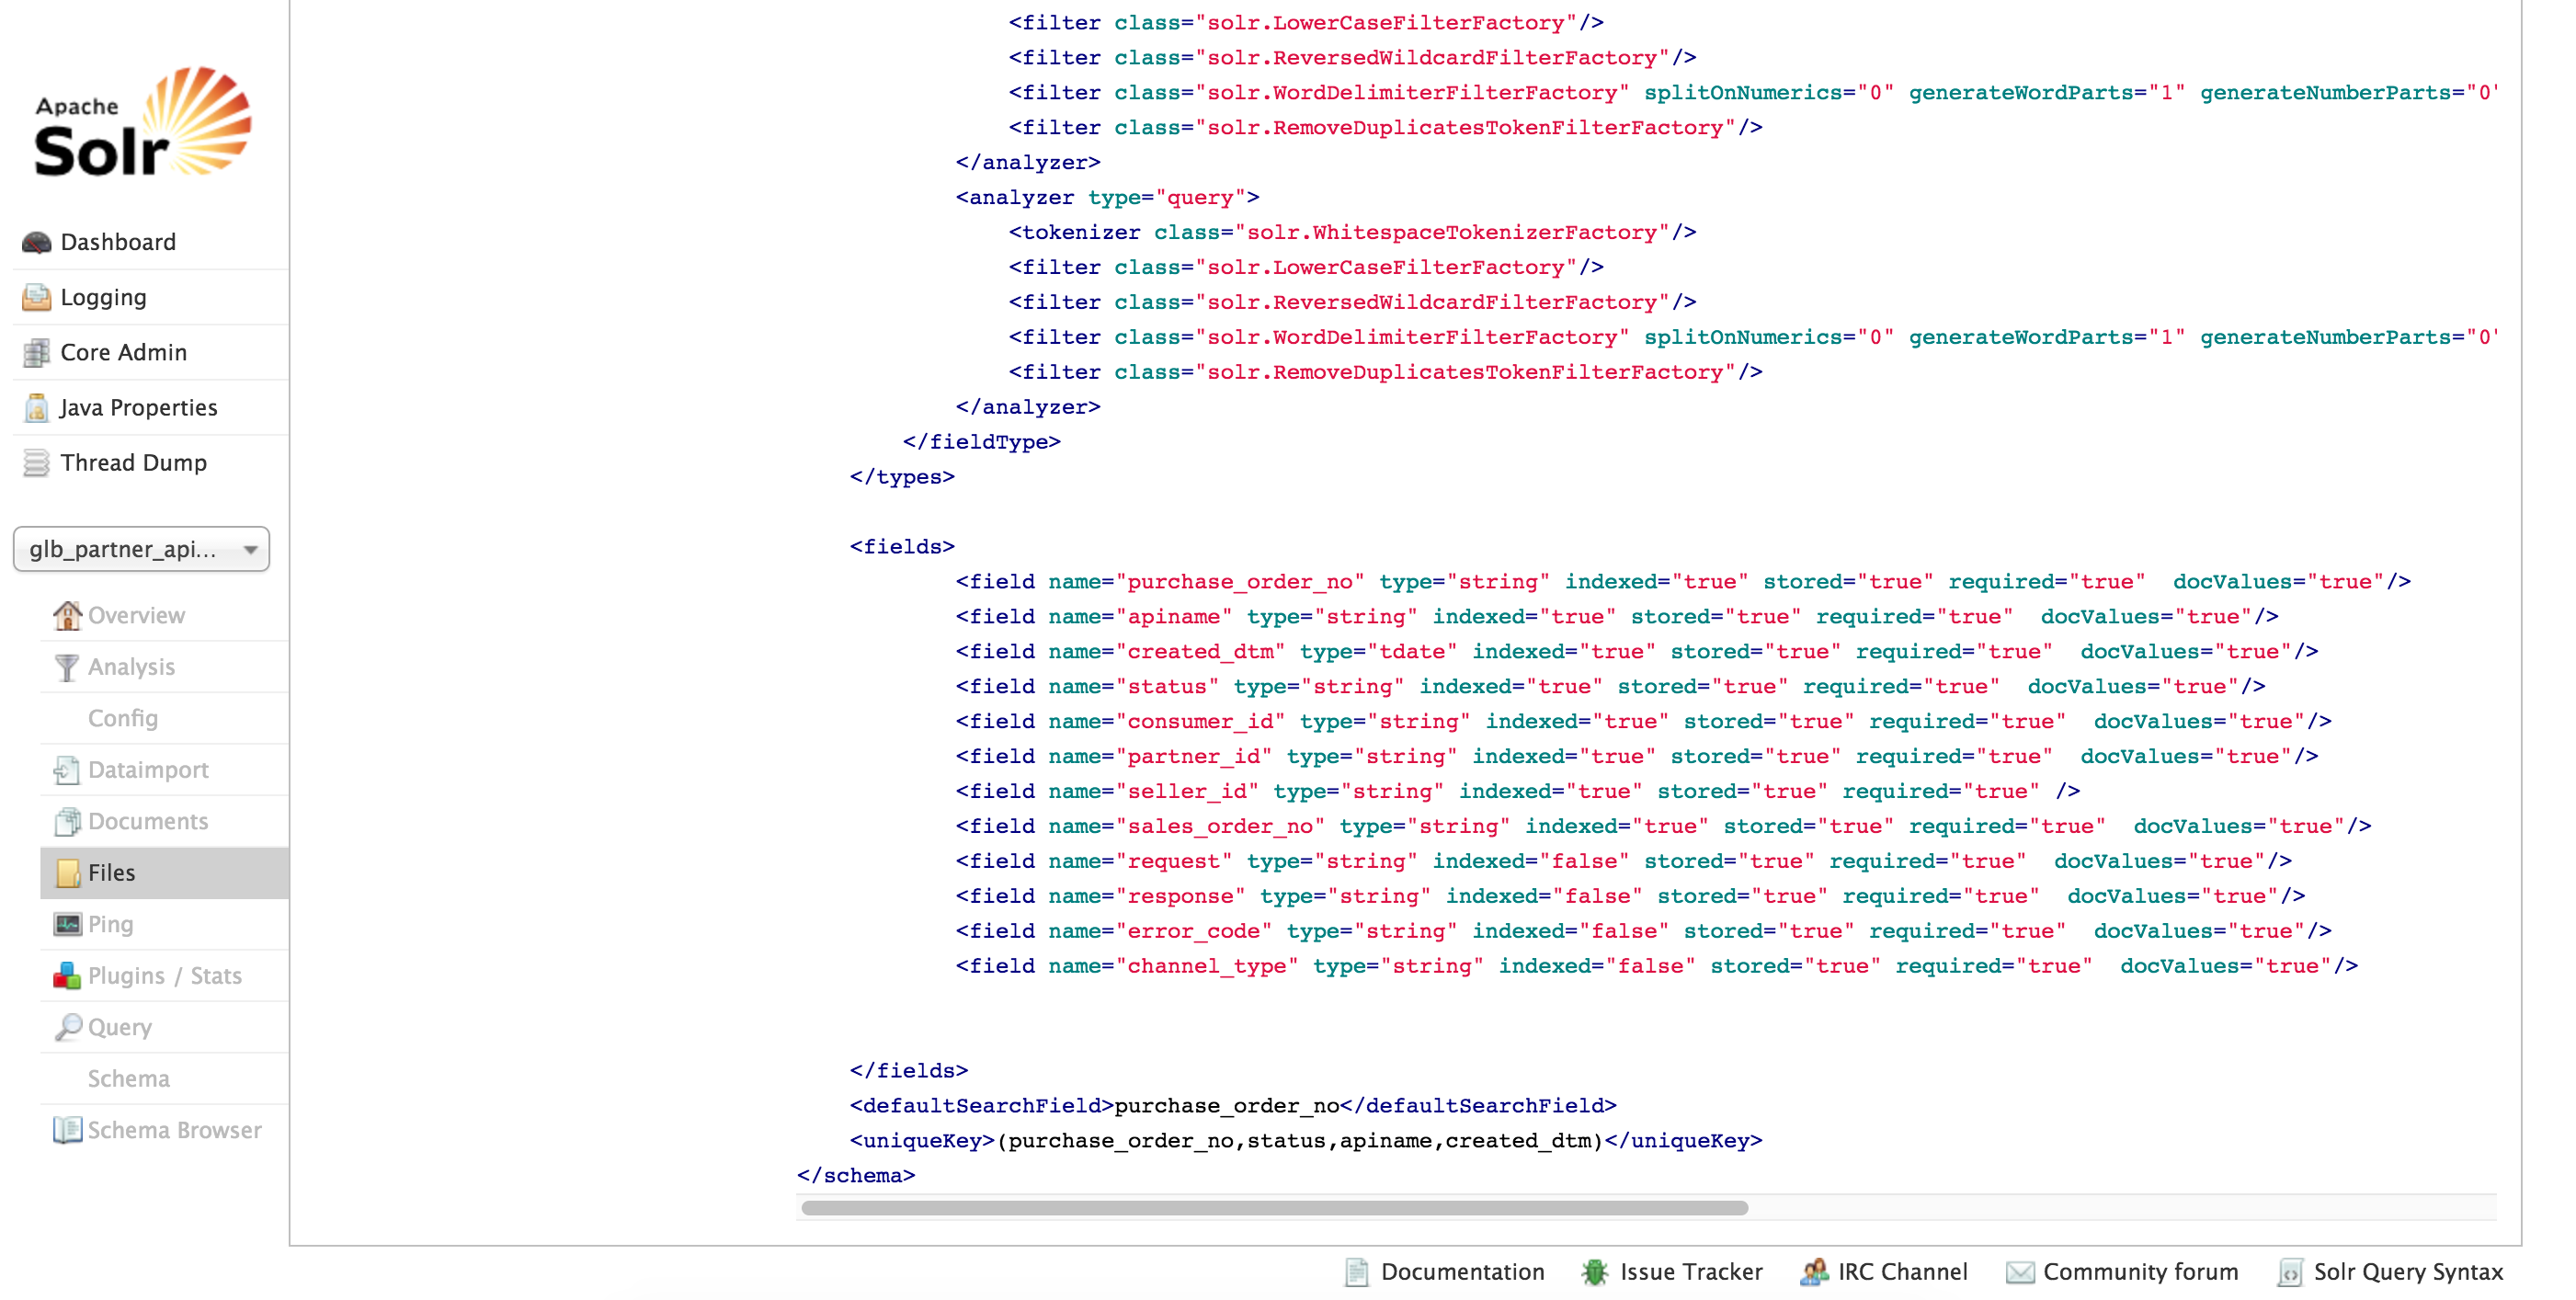 Apache
Solr
Dashboard
Logging
Core Admin
Java Properties
Thread Dump
glb_partner_api...
Overview
Analysis
Config
Dataimport
Documents
Files
Ping
Plugins / Stats
Query
Schema
Schema Browser
<filter class="solr.LowerCaseFilterFactory"/>
<filter class="solr.ReversedWildcardFilterFactory"/>
<filter class="solr.WordDelimiterFilterFactory" splitOnNumerics="0" generateWordParts="1" generateNumberParts="0"
<filter class="solr.RemoveDuplicatesTokenFilterFactory"/>
</analyzer>
<analyzer type="query">
<tokenizer class="solr.WhitespaceTokenizerFactory"/>
<filter class="solr.LowerCaseFilterFactory"/>
<filter class="solr.ReversedWildcardFilterFactory"/>
<filter class="solr.WordDelimiterFilterFactory" splitOnNumerics="0" generateWordParts="1" generateNumberParts="0"
<filter class="solr.RemoveDuplicatesTokenFilterFactory"/>
</analyzer>
</fieldType>
</types>
<fields>
<field name="purchase_order_no" type="string" indexed="true" stored="true" required="true"  docValues="true"/>
<field name="apiname" type="string" indexed="true" stored="true" required="true"  docValues="true"/>
<field name="created_dtm" type="tdate" indexed="true" stored="true" required="true"  docValues="true"/>
<field name="status" type="string" indexed="true" stored="true" required="true"  docValues="true"/>
<field name="consumer_id" type="string" indexed="true" stored="true" required="true"  docValues="true"/>
<field name="partner_id" type="string" indexed="true" stored="true" required="true"  docValues="true"/>
<field name="seller_id" type="string" indexed="true" stored="true" required="true" />
<field name="sales_order_no" type="string" indexed="true" stored="true" required="true"  docValues="true"/>
<field name="request" type="string" indexed="false" stored="true" required="true"  docValues="true"/>
<field name="response" type="string" indexed="false" stored="true" required="true"  docValues="true"/>
<field name="error_code" type="string" indexed="false" stored="true" required="true"  docValues="true"/>
<field name="channel_type" type="string" indexed="false" stored="true" required="true"  docValues="true"/>
</fields>
<defaultSearchField>purchase_order_no</defaultSearchField>
<uniqueKey>(purchase_order_no,status,apiname,created_dtm)</uniqueKey>
</schema>
Documentation
Issue Tracker
IRC Channel
Community forum
Solr Query Syntax